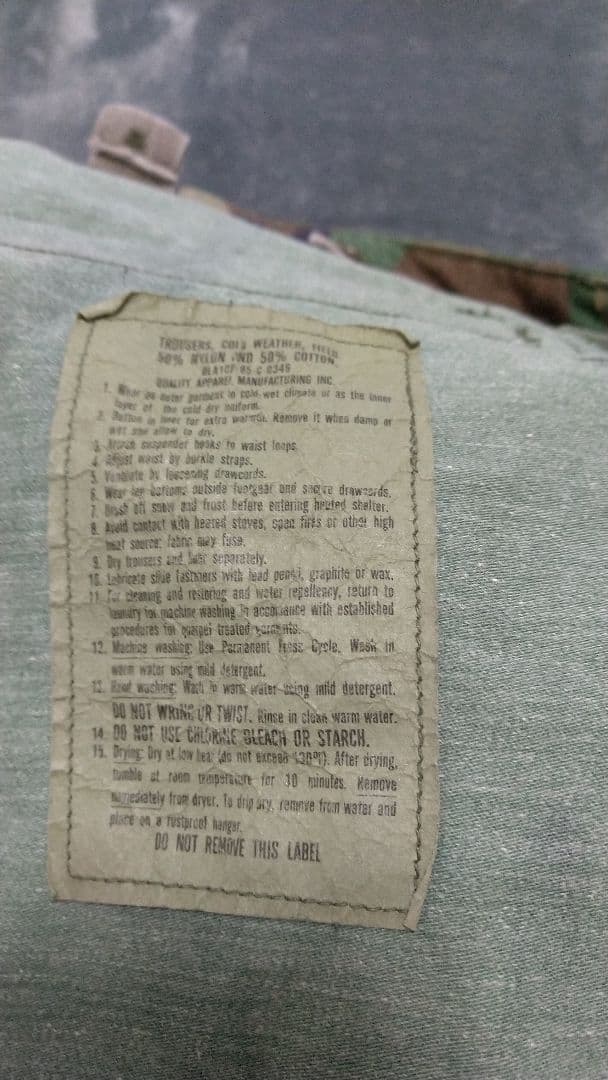 TROUSERS, COLD WEATHER, FIELD
50% NYLON AND 50% COTTON
DLA100-85-C-0349
QUALITY APPAREL MANUFACTURING INC.
1. Wear as outer garment in cold-wet climate or as the inner
layer of the cold dry uniform.
2. Button in liner for extra warmth. Remove it when damp or
wet and allow to dry.
3. Attach suspender hooks to waist loops.
4. Adjust waist by buckle straps.
5. Ventilate by loosening drawcords.
6. Wear leg bottoms outside footgear and secure drawcords.
7. Brush off snow and frost before entering heated shelter.
8. Avoid contact with heated stoves, open fires or other high
heat source: fabric may fuse.
9. Dry trousers and liner separately.
10. Lubricate slide fasteners with lead pencil, graphite or wax.
11. For cleaning and restoring and water repellency, return to
laundry for machine washing in accordance with established
procedures for quarpel treated garments.
12. Machine washing: Use Permanent Press Cycle. Wash in
warm water using mild detergent.
13. Hand washing: Wash in warm water using mild detergent.
DO NOT WRING OR TWIST. Rinse in clean warm water.
14. DO NOT USE CHLORINE BLEACH OR STARCH.
15. Drying: Dry at low heat (do not exceed 130°F). After drying,
tumble at room temperature for 10 minutes. Remove
immediately from dryer. To drip dry, remove from water and
place on a rustproof hanger.
DO NOT REMOVE THIS LABEL